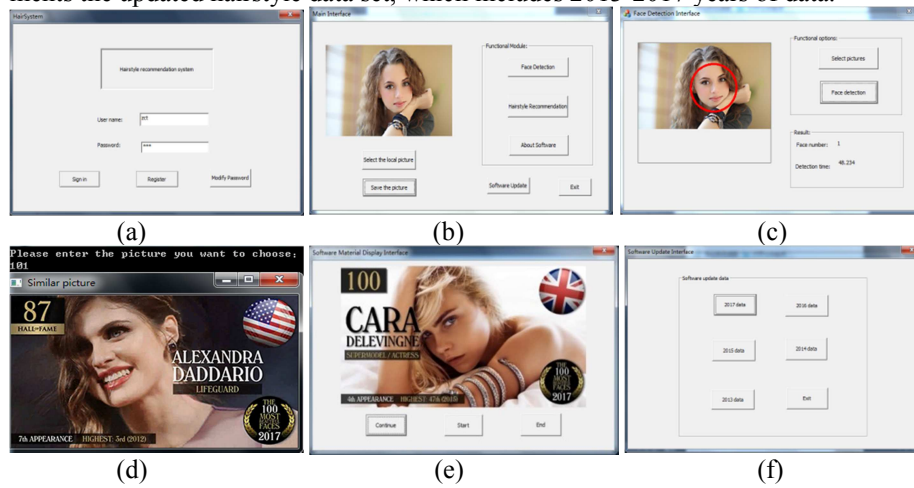 ments the updated hairstyle data set, which includes 2013-2017 years of data.
HairSystem
Hairstyle recommendation system
User name:
Password:
***
Sign in
Register
Modify Password
Main Interface
Functional Module:
Face Detection
Hairstyle Recommendation
About Software
Select the local picture
Save the picture
Software Update
Exit
Face Detection Interface
Functional options:
Select pictures
Face detection
Result:
Face number: 1
Detection time: 48.234
(a)
(b)
(c)
Please enter the picture you want to choose:
101
Similar picture
87
HALL-FAME
ALEXANDRA
DADDARIO
LIFEGUARD
7th APPEARANCE HIGHEST: 3rd (2012)
THE
100
MOST
FACES
2017
Software Material Display Interface
100
CARA
DELEVINGNE
SUPERMODEL / ACTRESS
6th APPEARANCE HIGHEST: 47th (2015)
THE
100
MOST
FACES
2017
Continue
Start
End
Software Update Interface
Software update data
2017 data
2016 data
2015 data
2014 data
2013 data
Exit
(d)
(e)
(f)